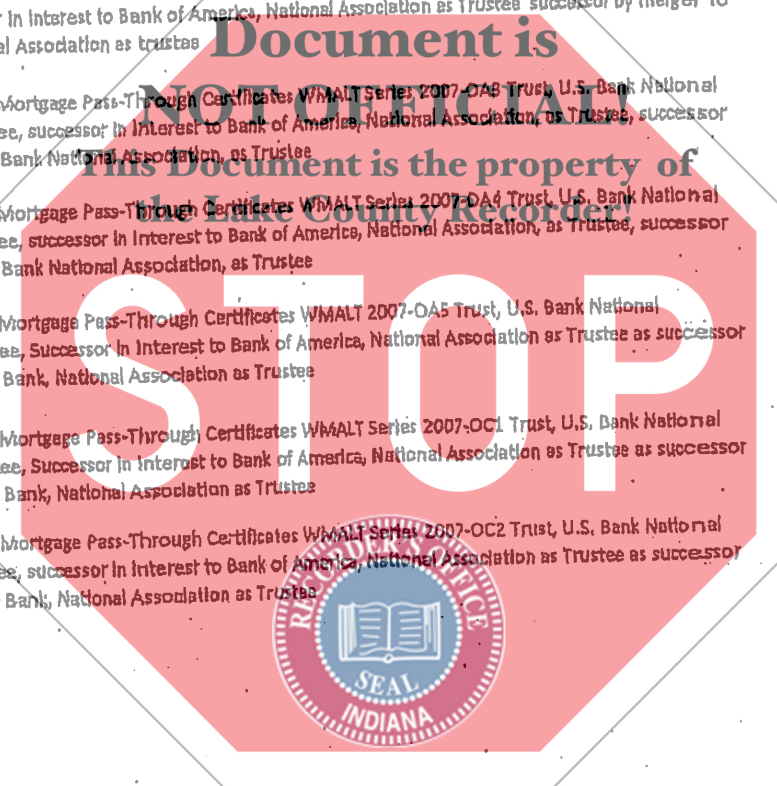 r in Interest to Bank of America, National Association as Trustee successor by merger to
al Association as trustee
Document is
Mortgage Pass-Through Certificates WMALT Series 2007-OA3 Trust, U.S. Bank National
NOT OFFICIAL!
ee, successor in Interest to Bank of America, National Association, as Trustee, successor
Bank National Association, as Trustee
This Document is the property of
Mortgage Pass-Through Certificates WMALT Series 2007-OA4 Trust, U.S. Bank National
the Lake County Recorder!
ee, successor in Interest to Bank of America, National Association, as Trustee, successor
Bank National Association, as Trustee
STOP
Mortgage Pass-Through Certificates WMALT 2007-OA5 Trust, U.S. Bank National
ee, Successor in Interest to Bank of America, National Association as Trustee as successor
Bank, National Association as Trustee
Mortgage Pass-Through Certificates WMALT Series 2007-OC1 Trust, U.S. Bank National
ee, Successor in Interest to Bank of America, National Association as Trustee as successor
Bank, National Association as Trustee
Mortgage Pass-Through Certificates WMALT Series 2007-OC2 Trust, U.S. Bank National
ee, successor in Interest to Bank of America, National Association as Trustee as successor
Bank, National Association as Trustee
RECORDER'S OFFICE
SEAL
INDIANA